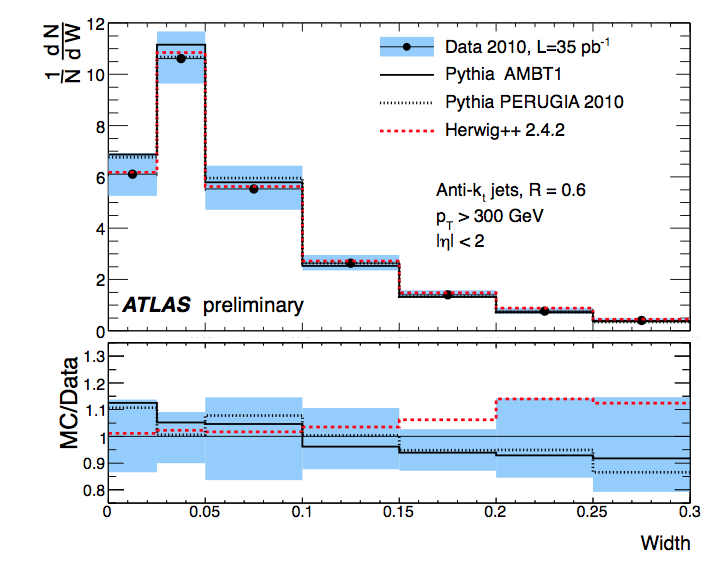 1/N dN/dW
12
10
8
6
4
2
0
Data 2010, L=35 pb⁻¹
Pythia AMBT1
Pythia PERUGIA 2010
Herwig++ 2.4.2
Anti-kₜ jets, R = 0.6
p_T > 300 GeV
|η| < 2
ATLAS preliminary
MC/Data
1.3
1.2
1.1
1
0.9
0.8
0 0.05 0.1 0.15 0.2 0.25 0.3
Width